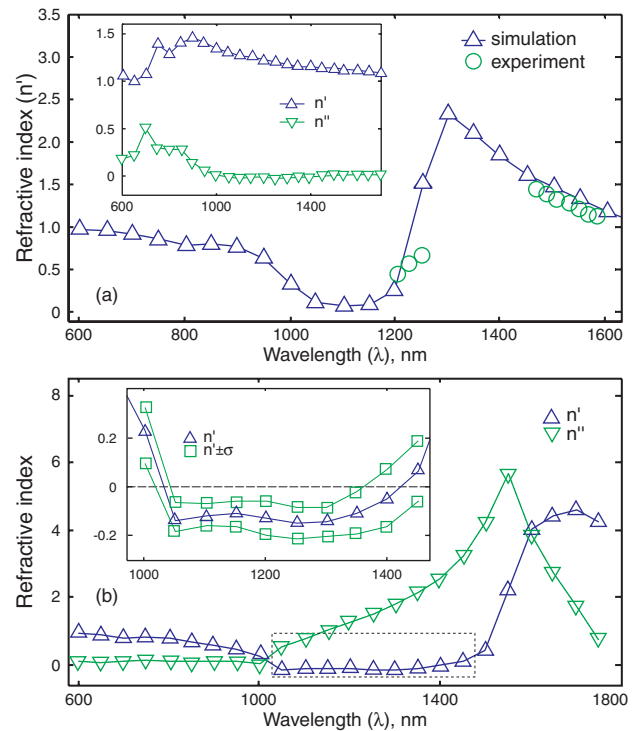 simulation
experiment
n'
n"
1.5
1.0
0.5
0
600
1000
1400
Refractive index (n')
3.0
2.5
2.0
1.5
1.0
0.5
0
(a)
600
800
1000
1200
1400
1600
Wavelength (λ), nm
n'
n'±σ
0.2
0
-0.2
1000
1200
1400
n'
n"
Refractive index
8
6
4
2
0
(b)
600
1000
1400
1800
Wavelength (λ), nm